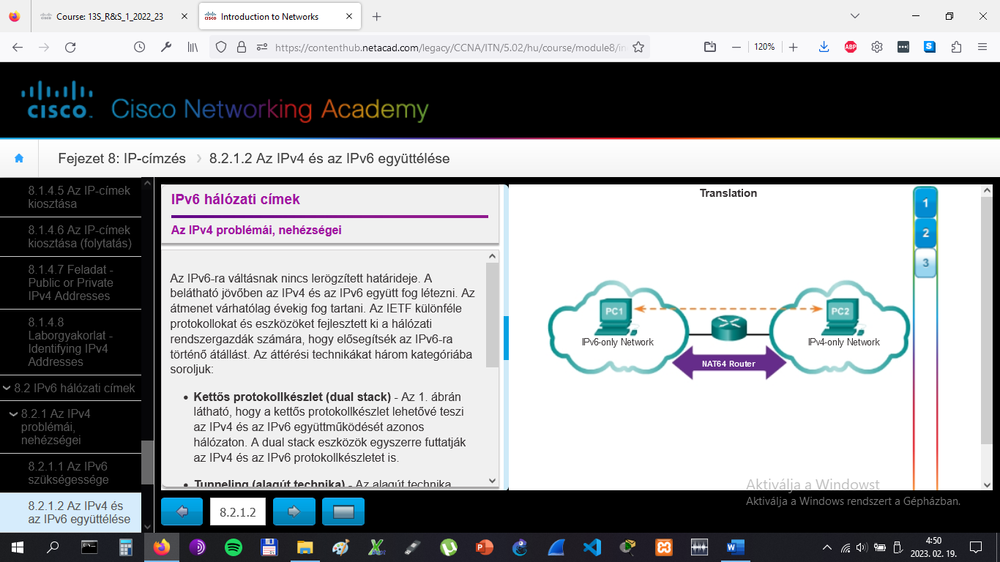 Course: 13S_R&S_1_2022_23
Introduction to Networks
https://contenthub.netacad.com/legacy/CCNA/ITN/5.02/hu/course/module8/in
120%
ABP
S
CISCO.
Cisco Networking Academy
Fejezet 8: IP-címzés
8.2.1.2 Az IPv4 és az IPv6 együttélése
8.1.4.5 Az IP-címek
kiosztása
8.1.4.6 Az IP-címek
kiosztása (folytatás)
8.1.4.7 Feladat -
Public or Private
IPv4 Addresses
8.1.4.8
Laborgyakorlat -
Identifying IPv4
Addresses
8.2 IPv6 hálózati címek
8.2.1 Az IPv4
problémái,
nehézségei
8.2.1.1 Az IPv6
szükségessége
8.2.1.2 Az IPv4 és
az IPv6 együttélése
IPv6 hálózati címek
Az IPv4 problémái, nehézségei
Az IPv6-ra váltásnak nincs lerögzített határideje. A
belátható jövőben az IPv4 és az IPv6 együtt fog létezni. Az
átmenet várhatólag évekig fog tartani. Az IETF különféle
protokollokat és eszközöket fejlesztett ki a hálózati
rendszergazdák számára, hogy elősegítsék az IPv6-ra
történő átállást. Az áttérési technikákat három kategóriába
soroljuk:
• Kettős protokollkészlet (dual stack) - Az 1. ábrán
látható, hogy a kettős protokollkészlet lehetővé teszi
az IPv4 és az IPv6 együttműködését azonos
hálózaton. A dual stack eszközök egyszerre futtatják
az IPv4 és az IPv6 protokollkészletet is.
• Tunneling (alagút technika) - Az alagút technika
8.2.1.2
Translation
1
2
3
PC1
PC2
IPv6-only Network
IPv4-only Network
NAT64 Router
Aktiválja a Windowst
Aktiválja a Windows rendszert a Gépházban.
4:50
2023. 02. 19.